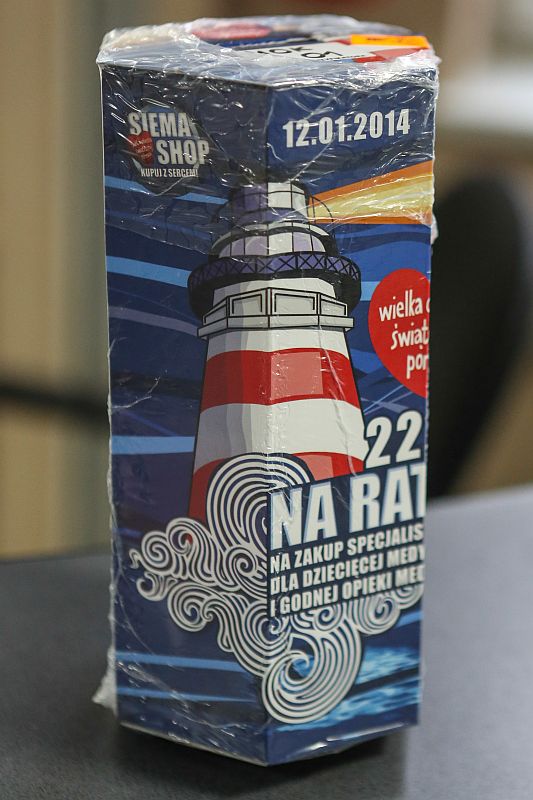 SIEMA
SHOP
KUPUJ Z SERCEM!
12.01.2014
wielka o
świąt
por
22
NA RAT
NA ZAKUP SPECJALIS
DLA DZIECIĘCEJ MEDY
I GODNEJ OPIEKI MED